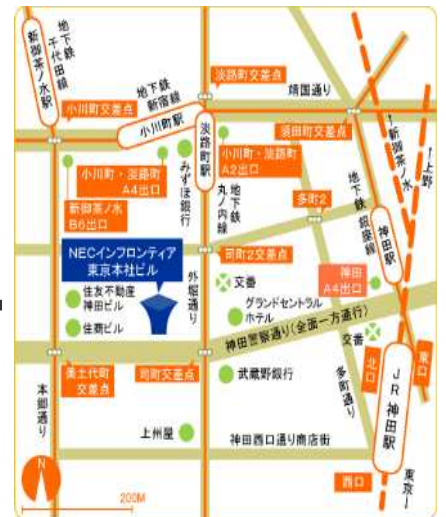 新御茶ノ水駅
地下鉄
千代田線
淡路町交差点
小川町交差点
地下鉄
新宿線
小川町駅
靖国通り
淡路町駅
須田町交差点
小川町・淡路町
A4出口
みずほ銀行
小川町・淡路町
A2出口
新御茶ノ水
B6出口
地下鉄
丸ノ内線
多町2
地下鉄
銀座線
←新御茶ノ水
→上野
神田駅
NECインフロンティア
東京本社ビル
司町2交差点
外堀通り
交番
神田
A4出口
住友不動産
神田ビル
グランドセントラル
ホテル
佳商ビル
神田警察通り(全面一方通行)
交番
北口
東口
美土代町
交差点
司町交差点
武蔵野銀行
多町通り
JR神田駅
本郷通り
上州屋
神田西口通り商店街
西口
東京→
N
200M